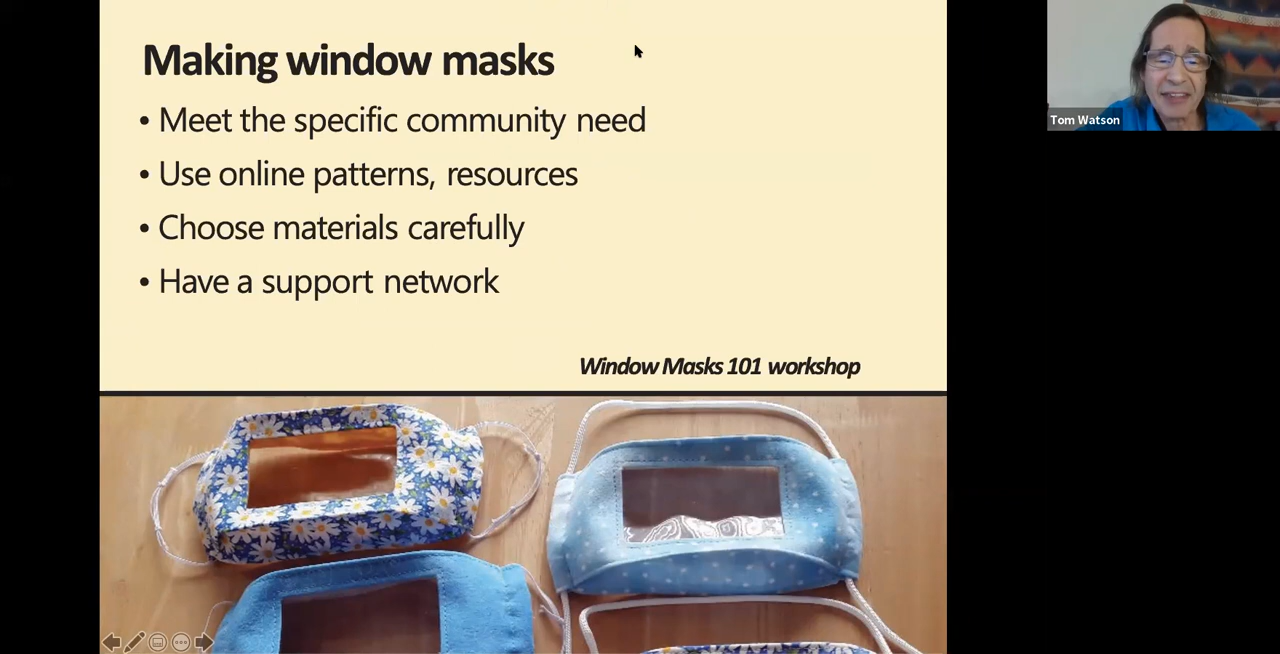 Making window masks
• Meet the specific community need
• Use online patterns, resources
• Choose materials carefully
• Have a support network
Window Masks 101 workshop
Tom Watson